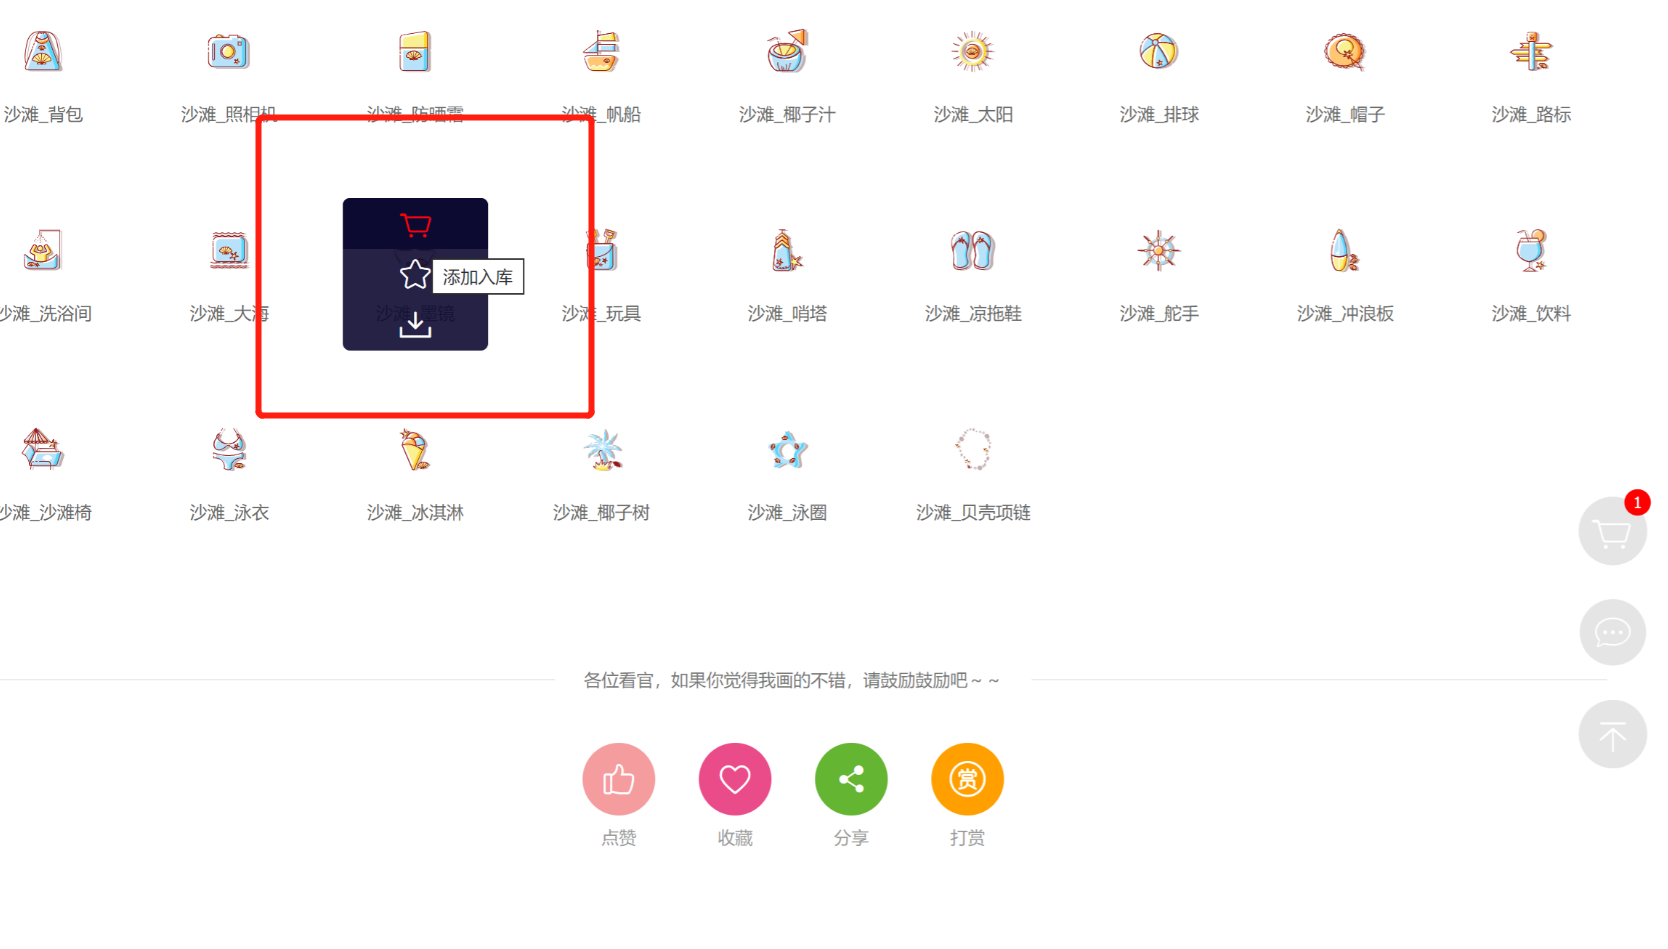 沙滩_背包
沙滩_照相机
沙滩_防晒霜
沙滩_帆船
沙滩_椰子汁
沙滩_太阳
沙滩_排球
沙滩_帽子
沙滩_路标
添加入库
沙滩_洗浴间
沙滩_大海
沙滩_墨镜
沙滩_玩具
沙滩_哨塔
沙滩_凉拖鞋
沙滩_舵手
沙滩_冲浪板
沙滩_饮料
沙滩_沙滩椅
沙滩_泳衣
沙滩_冰淇淋
沙滩_椰子树
沙滩_泳圈
沙滩_贝壳项链
1
各位看官，如果你觉得我画的不错，请鼓励鼓励吧～～
赏
点赞
收藏
分享
打赏